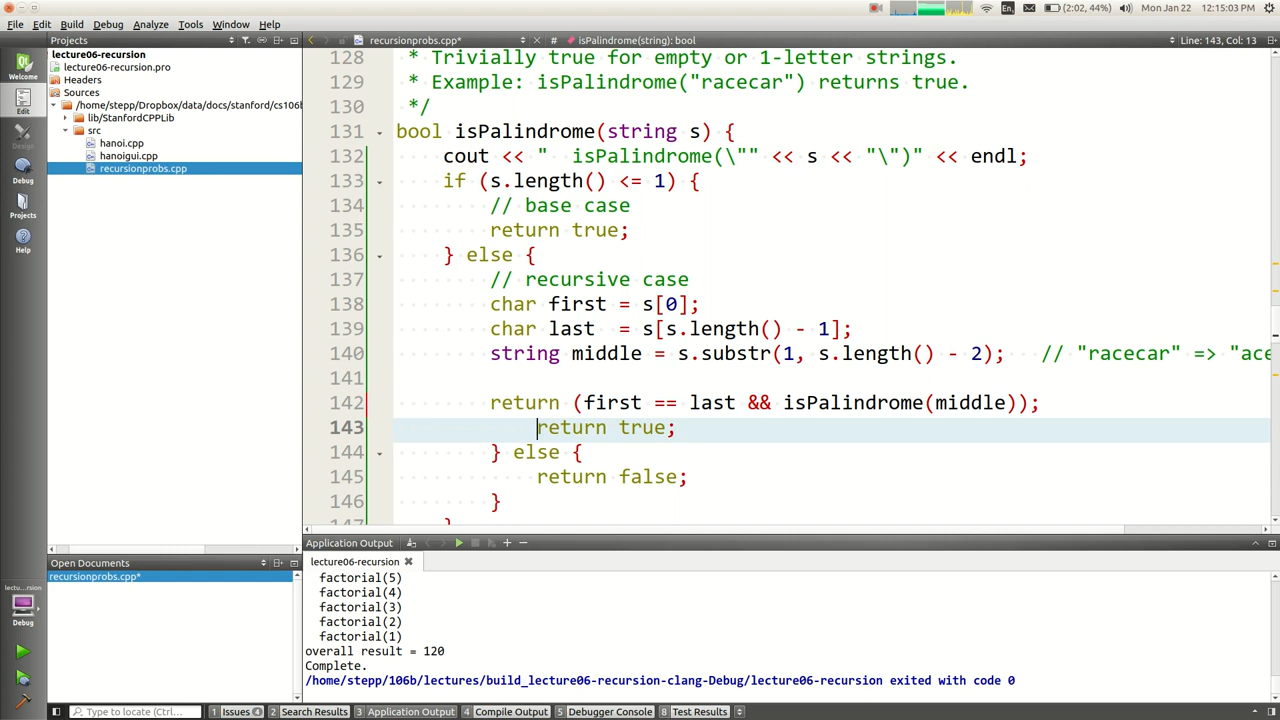 (2:02, 44%) Mon Jan 22 12:15:03 PM
File Edit Build Debug Analyze Tools Window Help
Projects
recursionprobs.cpp*
# isPalindrome(string): bool
Line: 143, Col: 13
Welcome
Edit
Design
Debug
Projects
Help
lecture06-recursion
lecture06-recursion.pro
Headers
Sources
/home/stepp/Dropbox/data/docs/stanford/cs106b
lib/StanfordCPPLib
src
hanoi.cpp
hanoigui.cpp
recursionprobs.cpp
128 * Trivially true for empty or 1-letter strings.
129 * Example: isPalindrome("racecar") returns true.
130 */
131 bool isPalindrome(string s) {
132 cout << "  isPalindrome(\"" << s << "\")" << endl;
133 if (s.length() <= 1) {
134 // base case
135 return true;
136 } else {
137 // recursive case
138 char first = s[0];
139 char last  = s[s.length() - 1];
140 string middle = s.substr(1, s.length() - 2);   // "racecar" => "ace
141
142 return (first == last && isPalindrome(middle));
143 return true;
144 } else {
145 return false;
146 }
147 }
Open Documents
recursionprobs.cpp*
lectu...rsion
Debug
Application Output
lecture06-recursion
factorial(5)
factorial(4)
factorial(3)
factorial(2)
factorial(1)
overall result = 120
Complete.
/home/stepp/106b/lectures/build_lecture06-recursion-clang-Debug/lecture06-recursion exited with code 0
Type to locate (Ctrl...
1 Issues 4
2 Search Results
3 Application Output
4 Compile Output
5 Debugger Console
8 Test Results